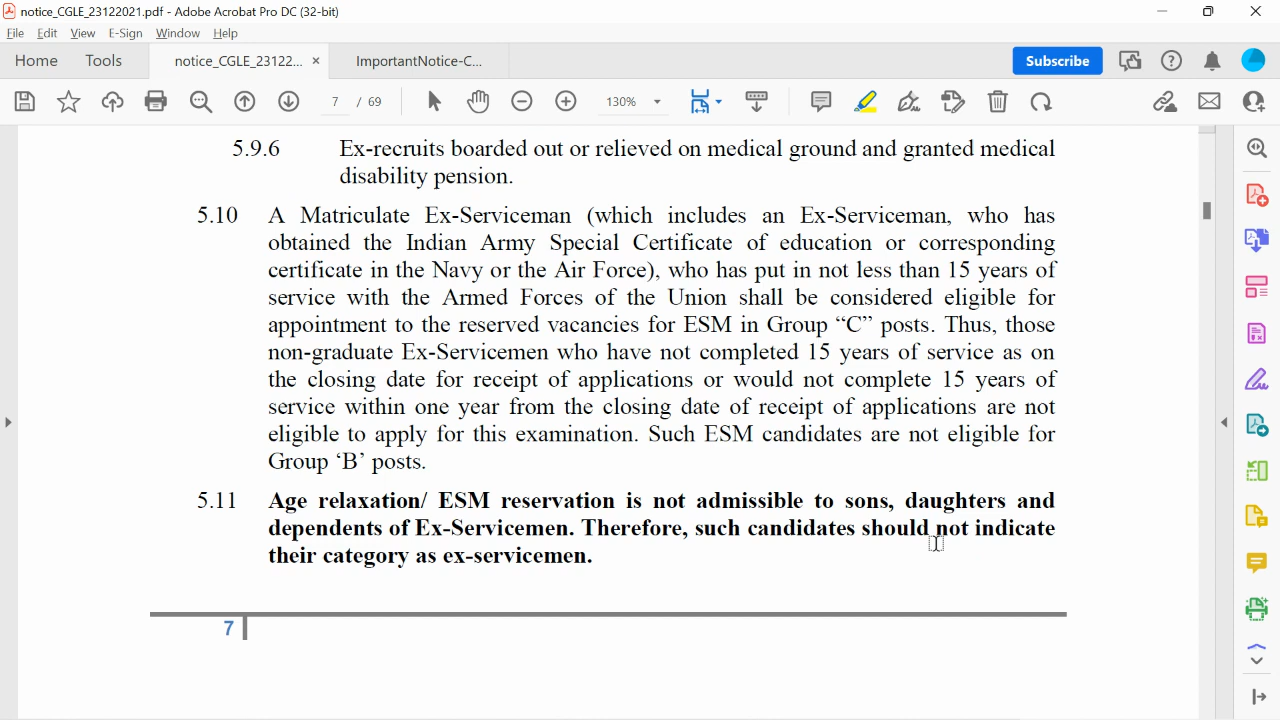 notice_CGLE_23122021.pdf - Adobe Acrobat Pro DC (32-bit)
File Edit View E-Sign Window Help
Home Tools notice_CGLE_23122... × ImportantNotice-C... Subscribe
7 / 69 130%
5.9.6 Ex-recruits boarded out or relieved on medical ground and granted medical
disability pension.
5.10 A Matriculate Ex-Serviceman (which includes an Ex-Serviceman, who has
obtained the Indian Army Special Certificate of education or corresponding
certificate in the Navy or the Air Force), who has put in not less than 15 years of
service with the Armed Forces of the Union shall be considered eligible for
appointment to the reserved vacancies for ESM in Group “C” posts. Thus, those
non-graduate Ex-Servicemen who have not completed 15 years of service as on
the closing date for receipt of applications or would not complete 15 years of
service within one year from the closing date of receipt of applications are not
eligible to apply for this examination. Such ESM candidates are not eligible for
Group ‘B’ posts.
5.11 Age relaxation/ ESM reservation is not admissible to sons, daughters and
dependents of Ex-Servicemen. Therefore, such candidates should not indicate
their category as ex-servicemen.
7